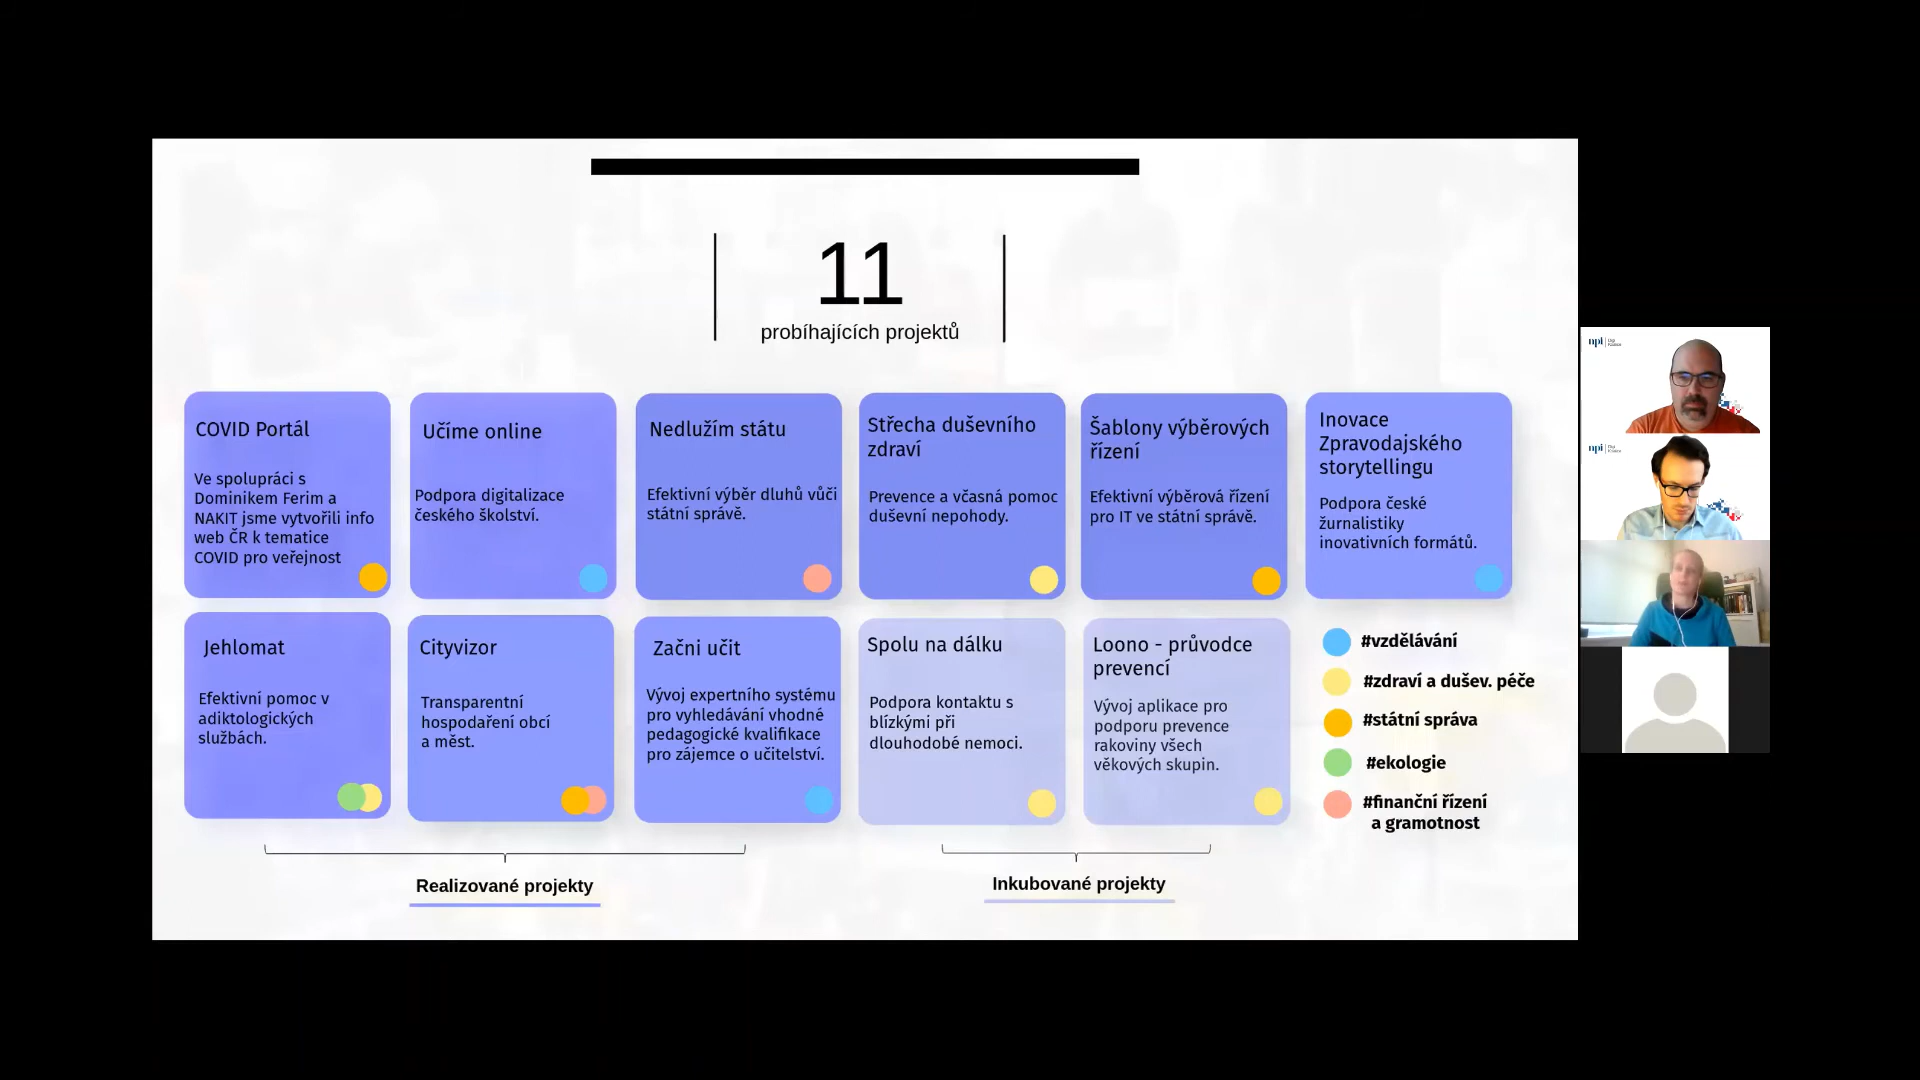 11
probíhajících projektů
COVID Portál
Ve spolupráci s
Dominikem Ferim a
NAKIT jsme vytvořili info
web ČR k tematice
COVID pro veřejnost
Učíme online
Podpora digitalizace
českého školství.
Nedlužím státu
Efektivní výběr dluhů vůči
státní správě.
Střecha duševního
zdraví
Prevence a včasná pomoc
duševní nepohody.
Šablony výběrových
řízení
Efektivní výběrová řízení
pro IT ve státní správě.
Inovace
Zpravodajského
storytellingu
Podpora české
žurnalistiky
inovativních formátů.
Jehlomat
Efektivní pomoc v
adiktologických
službách.
Cityvizor
Transparentní
hospodaření obcí
a měst.
Začni učit
Vývoj expertního systému
pro vyhledávání vhodné
pedagogické kvalifikace
pro zájemce o učitelství.
Spolu na dálku
Podpora kontaktu s
blízkými při
dlouhodobé nemoci.
Loono - průvodce
prevencí
Vývoj aplikace pro
podporu prevence
rakoviny všech
věkových skupin.
#vzdělávání
#zdraví a dušev. péče
#státní správa
#ekologie
#finanční řízení
a gramotnost
Realizované projekty
Inkubované projekty
npi
npi